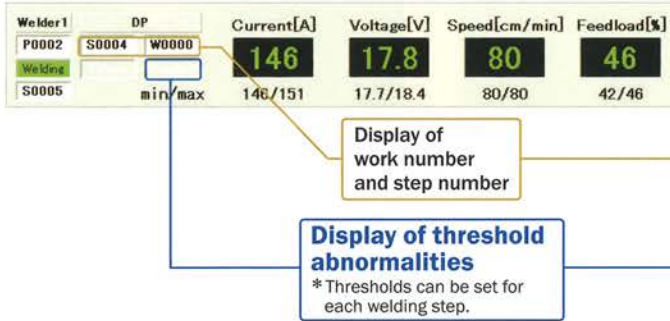 Welder1 DP Current[A] Voltage[V] Speed[cm/min] Feedload[%]
P0002 S0004 W0000 146 17.8 80 46
Welding
S0005 min/max 146/151 17.7/18.4 80/80 42/46
Display of
work number
and step number
Display of threshold
abnormalities
* Thresholds can be set for
each welding step.